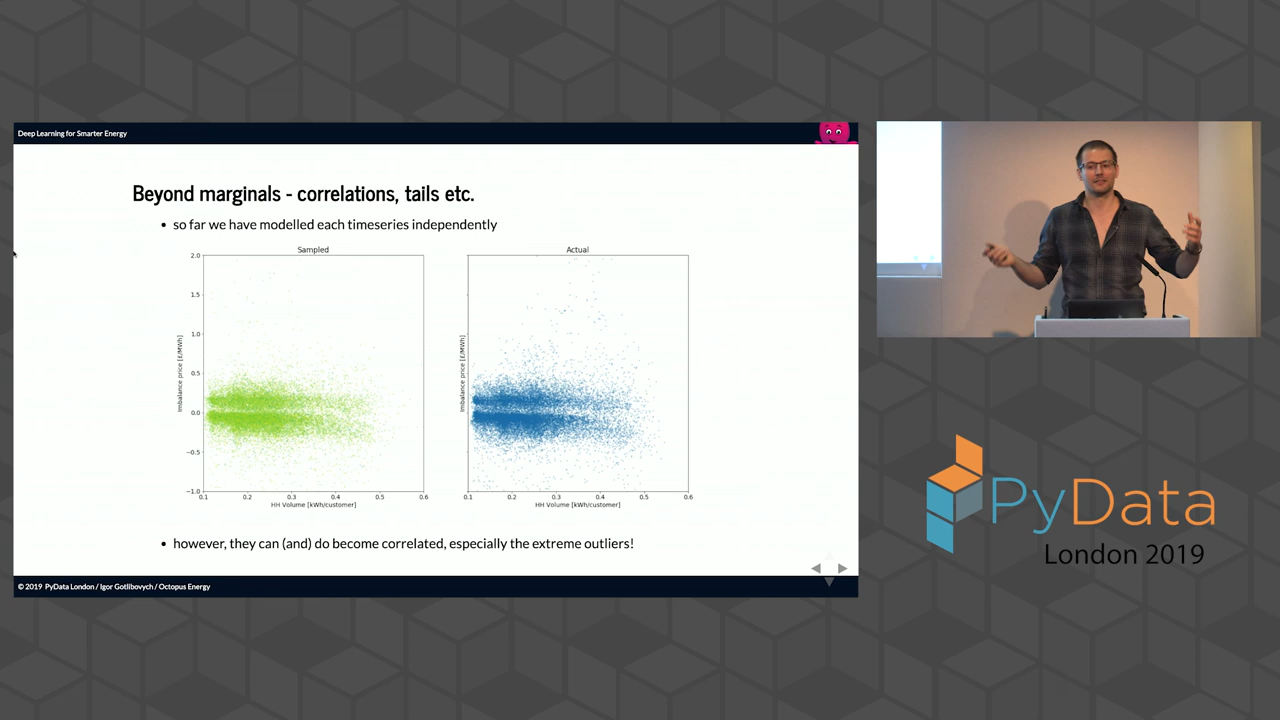 Deep Learning for Smarter Energy
Beyond marginals - correlations, tails etc.
• so far we have modelled each timeseries independently
Sampled
Actual
2.0
1.5
1.0
0.5
0.0
−0.5
−1.0
Imbalance price [£/MWh]
Imbalance price [£/MWh]
0.1 0.2 0.3 0.4 0.5 0.6
0.1 0.2 0.3 0.4 0.5 0.6
HH Volume [kWh/customer]
HH Volume [kWh/customer]
• however, they can (and) do become correlated, especially the extreme outliers!
© 2019 PyData London / Igor Gotlibovych / Octopus Energy
PyData
London 2019